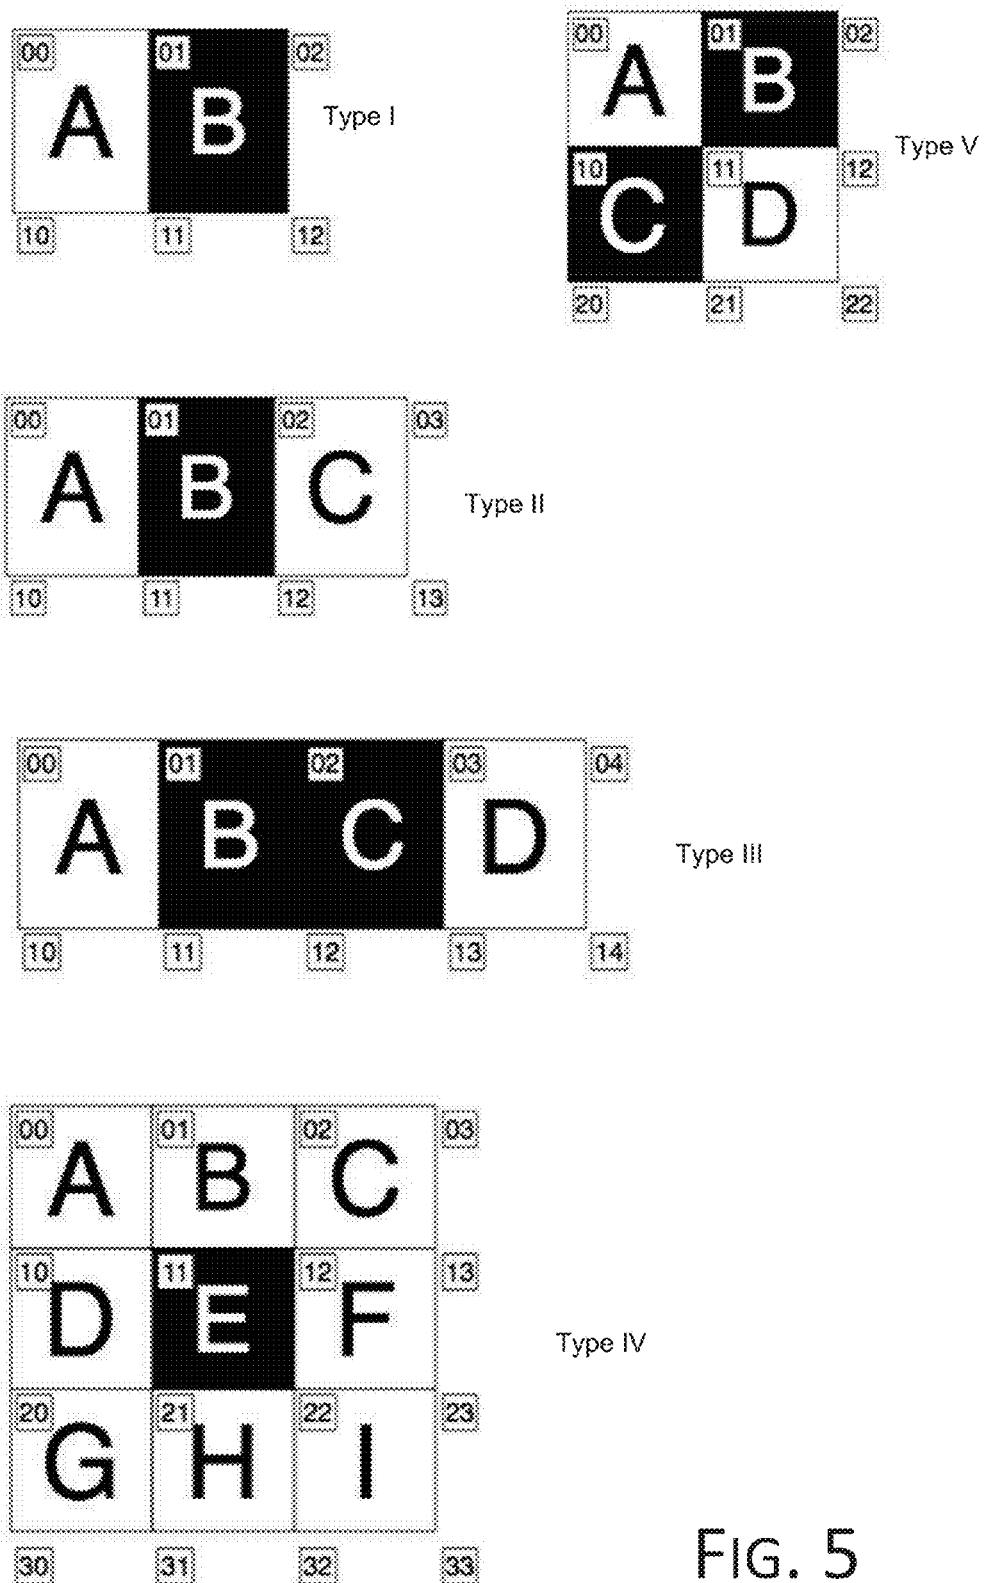 00 01 02
A B
Type I
10 11 12
00 01 02
A B
Type V
10 11 12
C D
20 21 22
00 01 02 03
A B C
Type II
10 11 12 13
00 01 02 03 04
A B C D
Type III
10 11 12 13 14
00 01 02 03
A B C
10 11 12 13
D E F
Type IV
20 21 22 23
G H I
30 31 32 33
FIG. 5